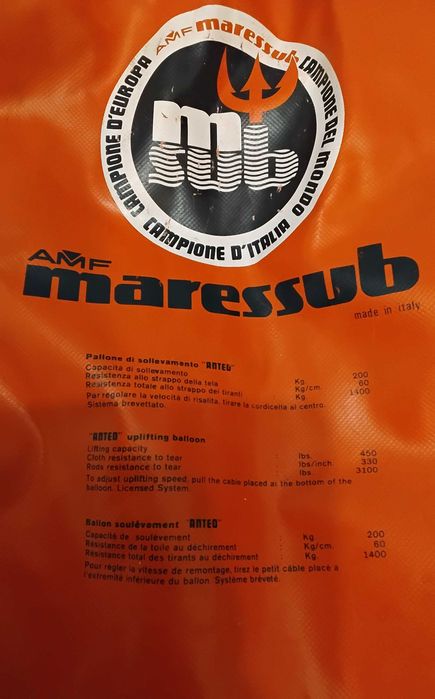 AMF maressub
CAMPIONE D'EUROPA
CAMPIONE DEL MONDO
CAMPIONE D'ITALIA
m
sub
AMF
maressub
made in italy
Pallone di sollevamento "ANTEO"
Capacità di sollevamento Kg. 200
Resistenza allo strappo della tela Kg/cm. 60
Resistenza totale allo strappo dei tiranti Kg. 1400
Per regolare la velocità di risalita, tirare la cordicella al centro.
Sistema brevettato.
"ANTEO" uplifting balloon
Lifting capacity : lbs. 450
Cloth resistance to tear : lbs/inch. 330
Rods resistance to tear : lbs. 3100
To adjust uplifting speed, pull the cable placed at the bottom of the
balloon. Licensed System.
Ballon soulèvement "ANTEO"
Capacité de soulèvement : Kg. 200
Résistance de la toile au déchirement : Kg/cm. 60
Résistance total des tirants au déchirement : Kg. 1400
Pour régler la vitesse de remontage, tirez le petit câble placé a
l'extremité inférieure du ballon Système bréveté.